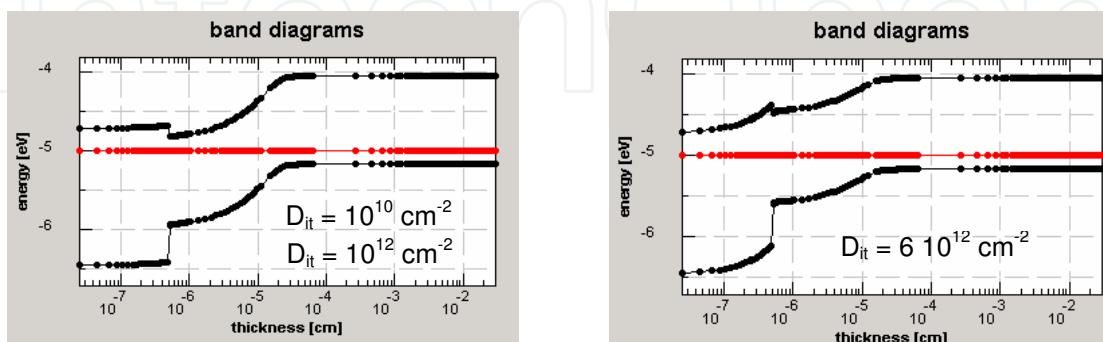 band diagrams
energy [eV]
-4
-5
-6
D_it = 10^10 cm^-2
D_it = 10^12 cm^-2
10^-7
10^-6
10^-5
10^-4
10^-3
10^-2
thickness [cm]
band diagrams
energy [eV]
-4
-5
-6
D_it = 6 10^12 cm^-2
10^-7
10^-6
10^-5
10^-4
10^-3
10^-2
thickness [cm]